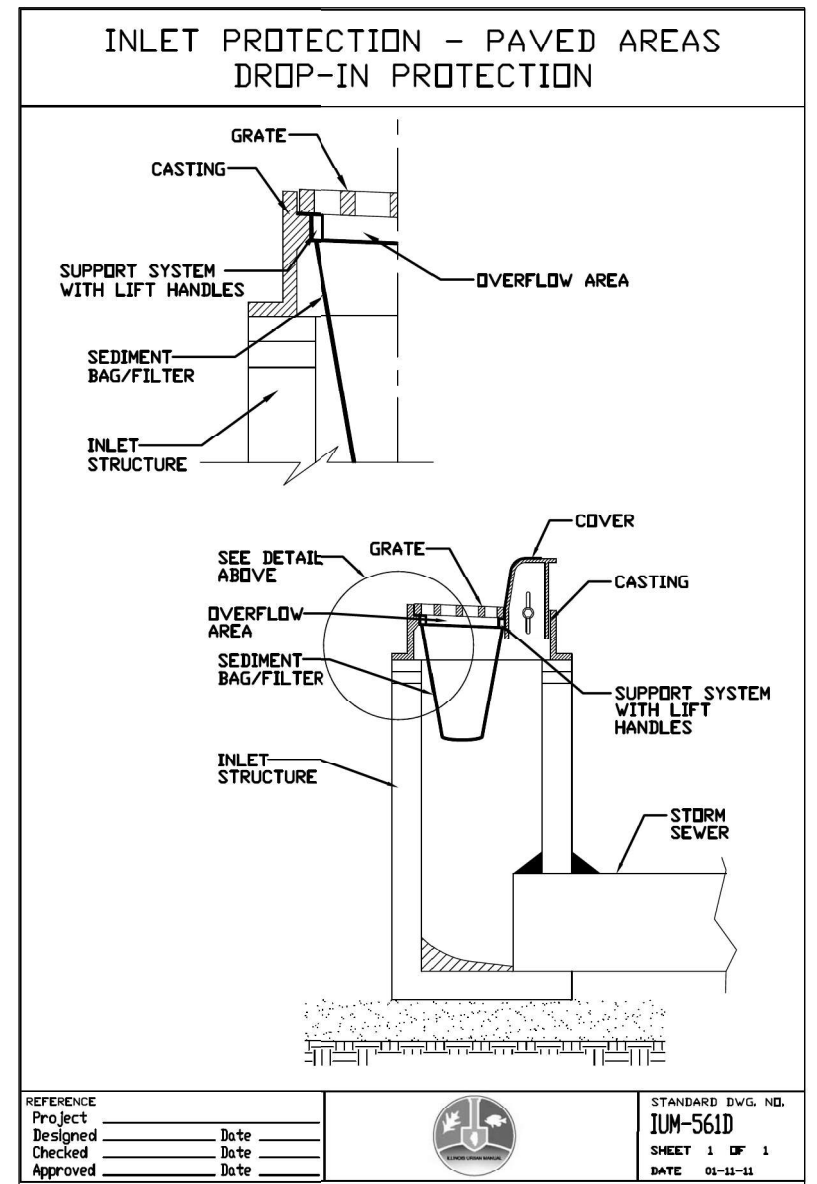 INLET PROTECTION - PAVED AREAS
DROP-IN PROTECTION
GRATE
CASTING
SUPPORT SYSTEM
WITH LIFT HANDLES
OVERFLOW AREA
SEDIMENT
BAG/FILTER
INLET
STRUCTURE
COVER
SEE DETAIL
ABOVE
GRATE
CASTING
OVERFLOW
AREA
SEDIMENT
BAG/FILTER
SUPPORT SYSTEM
WITH LIFT
HANDLES
INLET
STRUCTURE
STORM
SEWER
REFERENCE
Project
Designed Date
Checked Date
Approved Date
ILLINOIS URBAN MANUAL
STANDARD DWG. NO.
IUM-561D
SHEET 1 OF 1
DATE 01-11-11